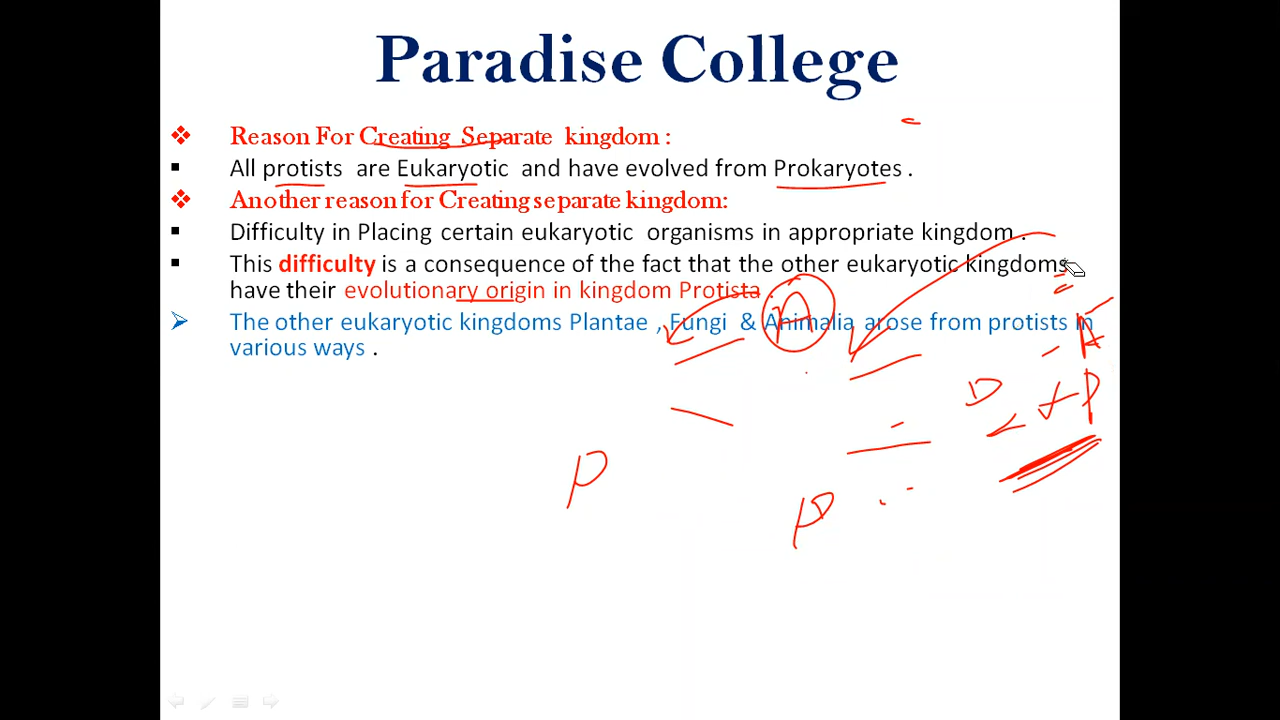 Paradise College
❖ Reason For Creating Separate kingdom :
▪ All protists are Eukaryotic and have evolved from Prokaryotes .
❖ Another reason for Creating separate kingdom:
▪ Difficulty in Placing certain eukaryotic organisms in appropriate kingdom .
▪ This difficulty is a consequence of the fact that the other eukaryotic kingdoms
have their evolutionary origin in kingdom Protista .
➢ The other eukaryotic kingdoms Plantae , Fungi & Animalia arose from protists in
various ways .
A
A
D
P
P
P